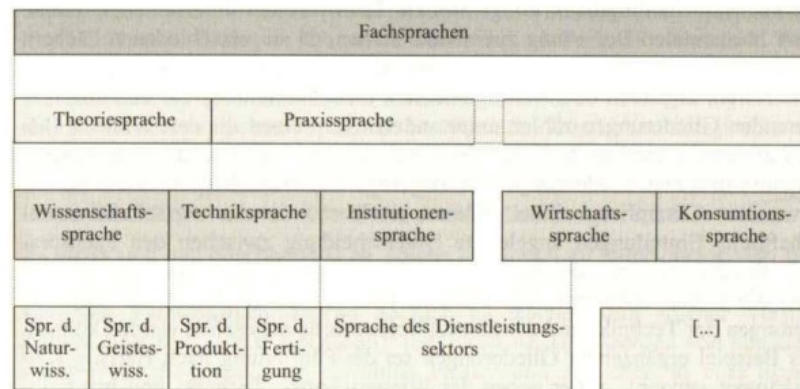 Fachsprachen
Theoriesprache
Praxissprache
Wissenschafts-
sprache
Techniksprache
Institutionen-
sprache
Wirtschafts-
sprache
Konsumtions-
sprache
Spr. d.
Natur-
wiss.
Spr. d.
Geistes-
wiss.
Spr. d.
Produkt-
tion
Spr. d.
Ferti-
gung
Sprache des Dienstleistungs-
sektors
[...]